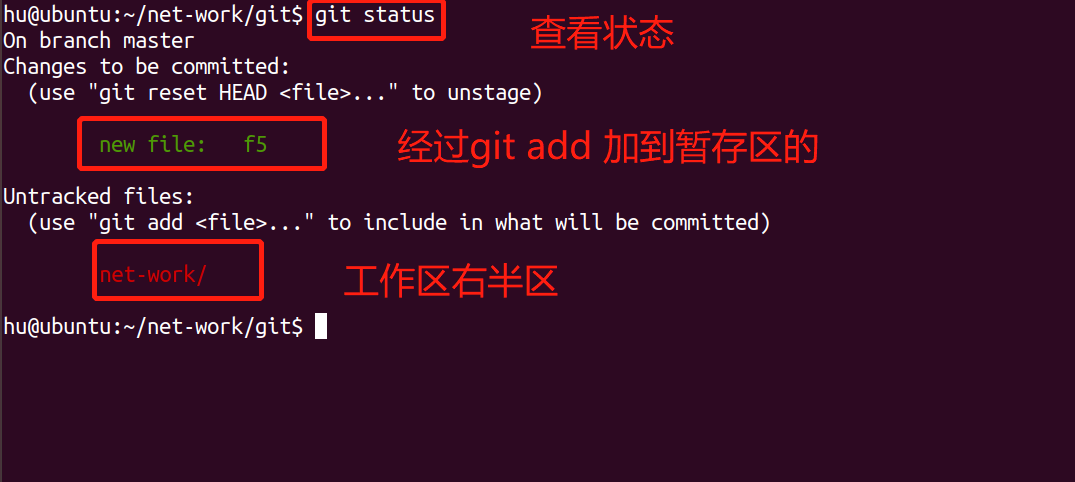 hu@ubuntu:~/net-work/git$ git status
查看状态
On branch master
Changes to be committed:
(use "git reset HEAD <file>..." to unstage)
new file: f5
经过git add 加到暂存区的
Untracked files:
(use "git add <file>..." to include in what will be committed)
net-work/
工作区右半区
hu@ubuntu:~/net-work/git$